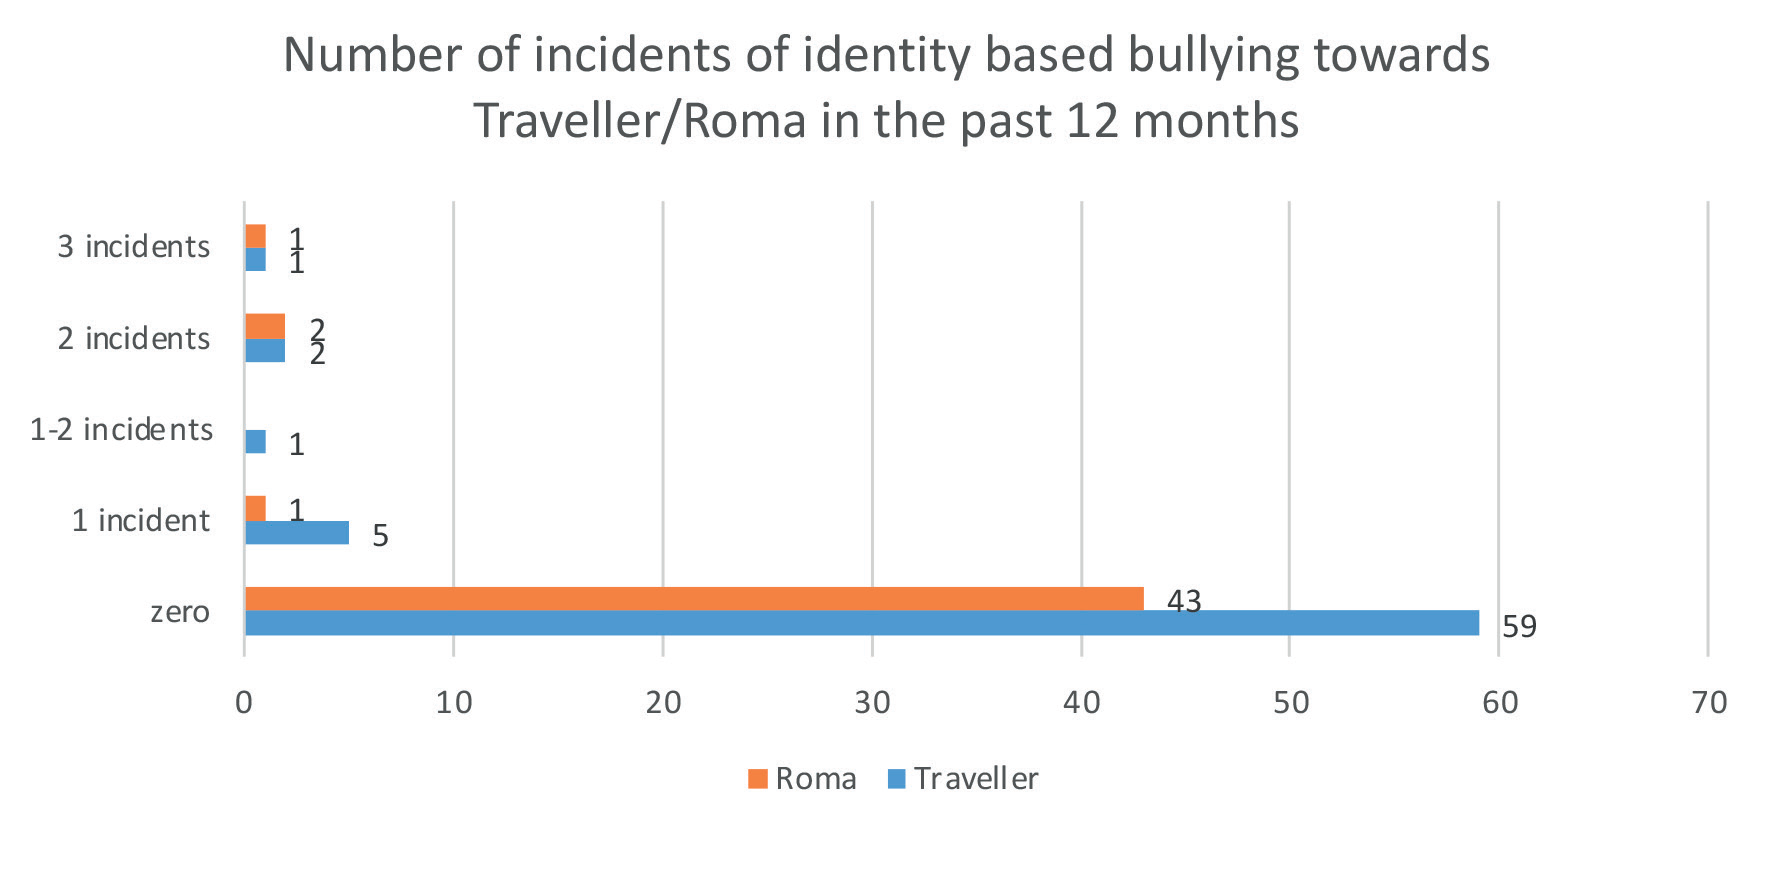 Number of incidents of identity based bullying towards
Traveller/Roma in the past 12 months
3 incidents
1
1
2 incidents
2
2
1-2 incidents
1
1 incident
1
5
zero
43
59
0 10 20 30 40 50 60 70
Roma Traveller